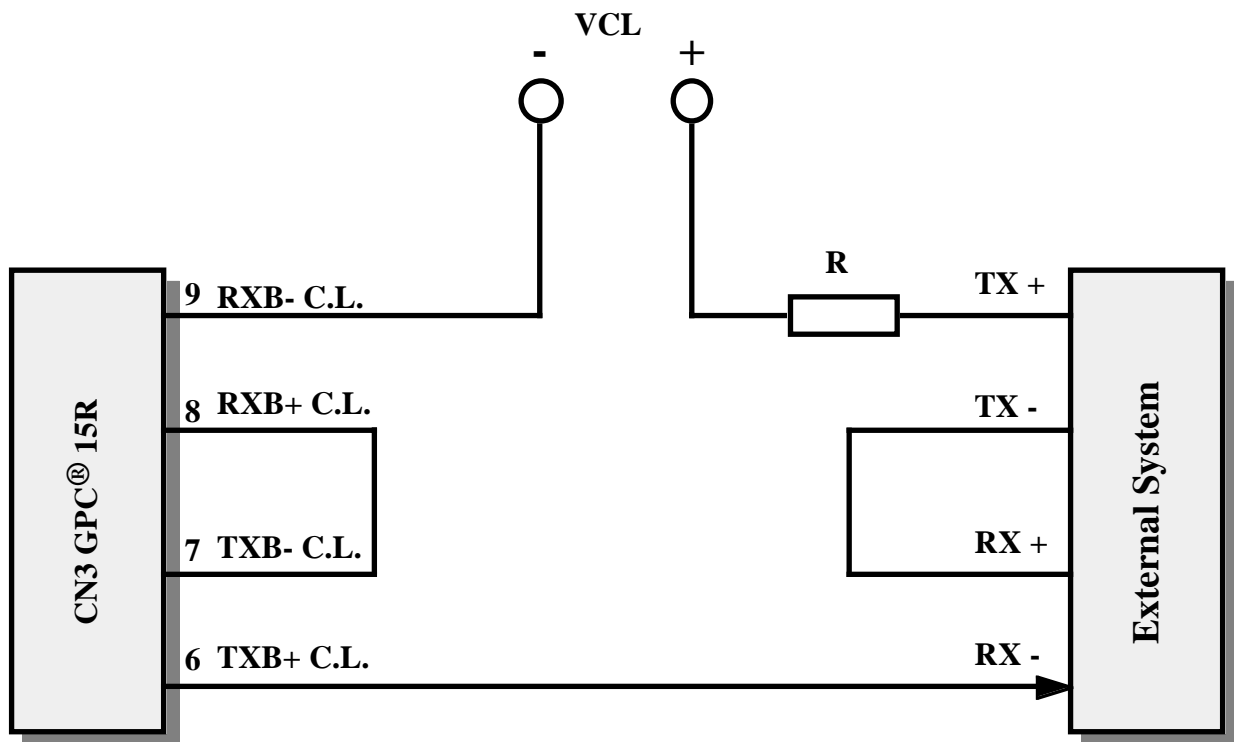 VCL
- +
R
9 RXB- C.L.
TX +
8 RXB+ C.L.
TX -
7 TXB- C.L.
RX +
6 TXB+ C.L.
RX -
CN3 GPC® 15R
External System